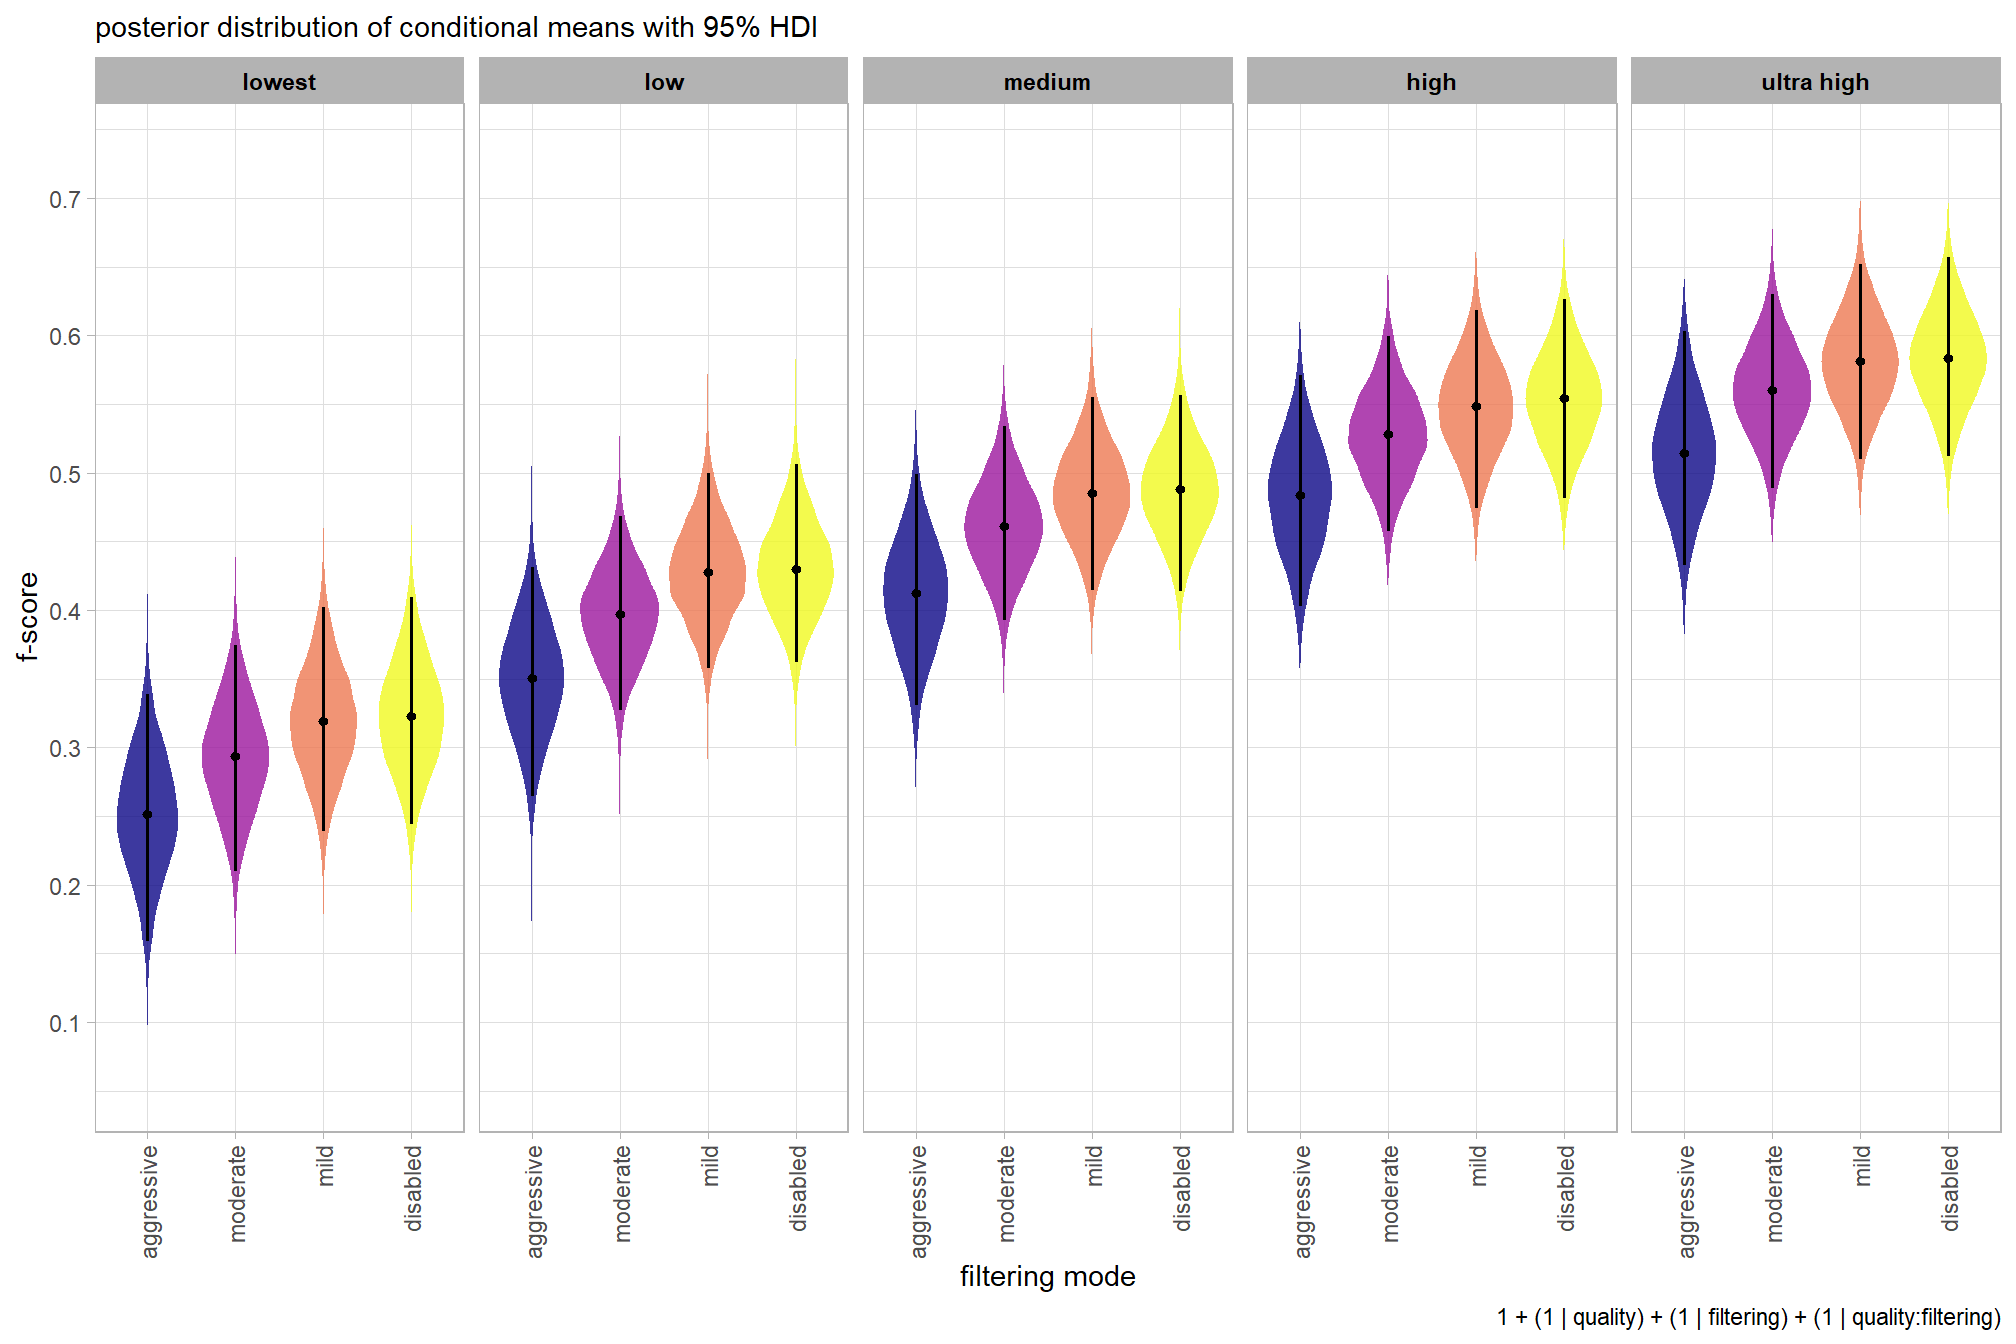 posterior distribution of conditional means with 95% HDI
lowest low medium high ultra high
f-score
0.7
0.6
0.5
0.4
0.3
0.2
0.1
aggressive moderate mild disabled aggressive moderate mild disabled aggressive moderate mild disabled aggressive moderate mild disabled aggressive moderate mild disabled
filtering mode
1 + (1 | quality) + (1 | filtering) + (1 | quality:filtering)